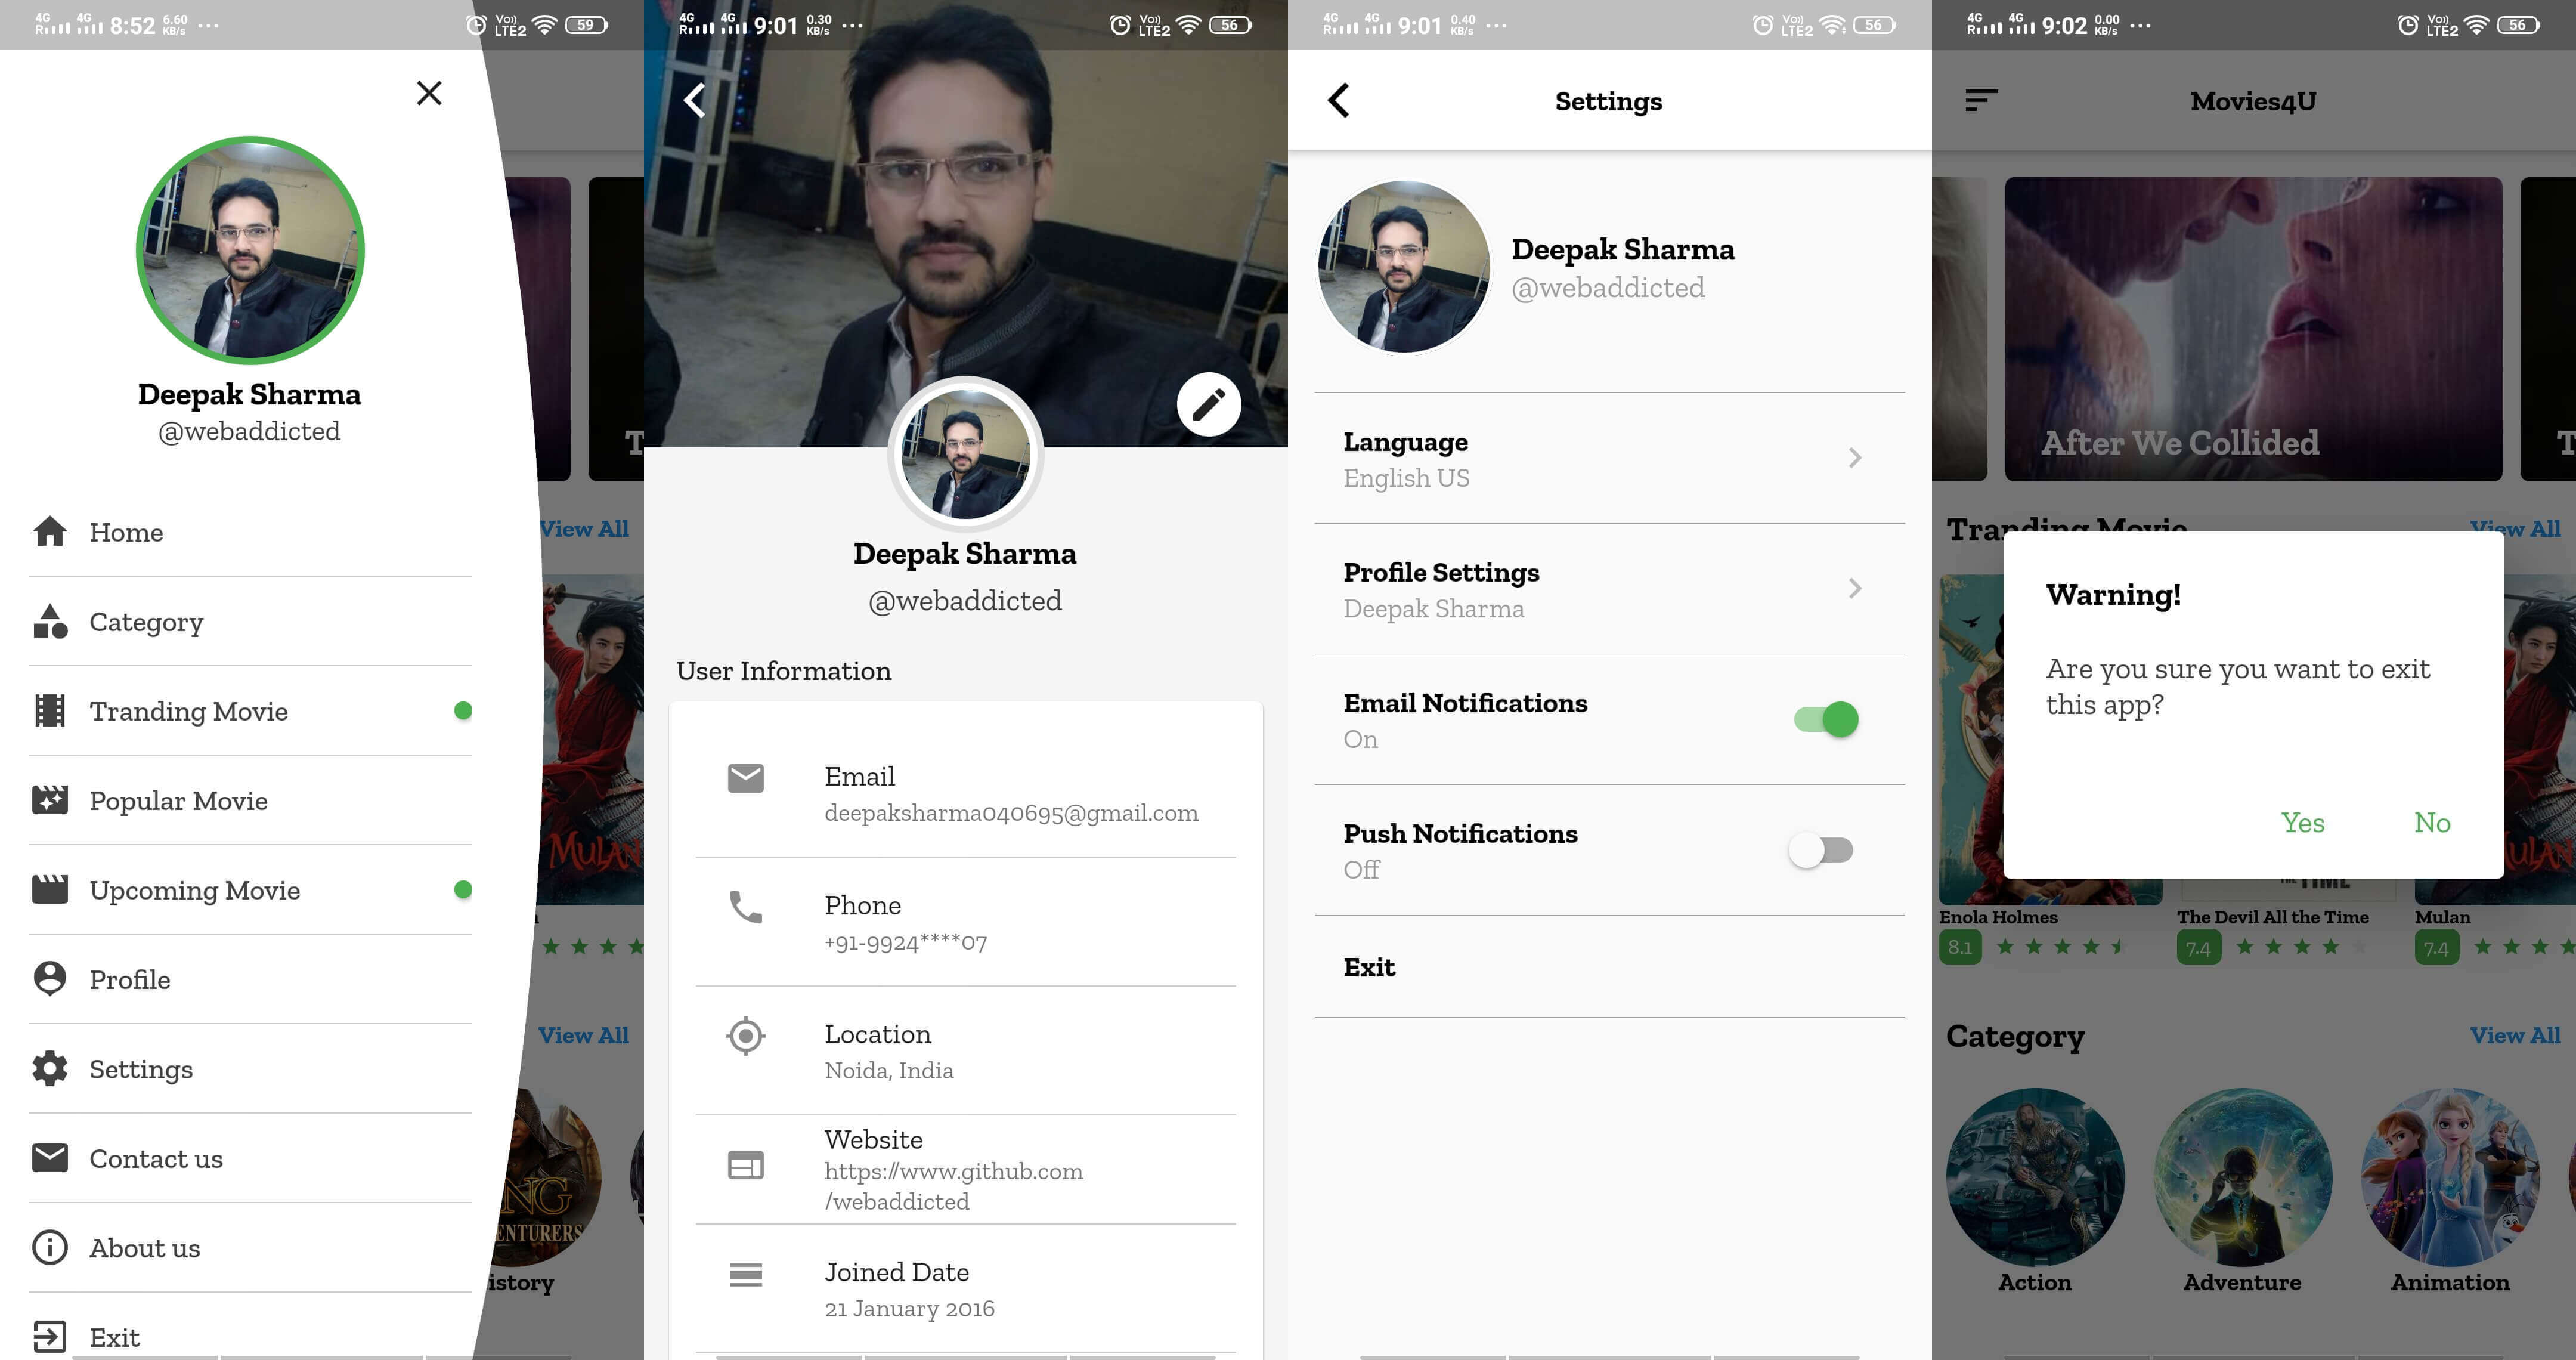 4G 4G 8:52 6.60 KB/s ... Vo)) LTE2 59
Deepak Sharma
@webaddicted
Home
Category
Tranding Movie
Popular Movie
Upcoming Movie
Profile
Settings
Contact us
About us
Exit
T
View All
MULAN
View All
NG
ENTURERS
istory
4G 4G 9:01 0.30 KB/s ... Vo)) LTE2 56
Deepak Sharma
@webaddicted
User Information
Email
deepaksharma040695@gmail.com
Phone
+91-9924****07
Location
Noida, India
Website
https://www.github.com
/webaddicted
Joined Date
21 January 2016
4G 4G 9:01 0.40 KB/s ... Vo)) LTE2 56
Settings
Deepak Sharma
@webaddicted
Language
English US
Profile Settings
Deepak Sharma
Email Notifications
On
Push Notifications
Off
Exit
4G 4G 9:02 0.00 KB/s ... Vo)) LTE2 56
Movies4U
After We Collided
T
Tranding Movie View All
Warning!
Are you sure you want to exit
this app?
Yes No
TIME
ULAN
Enola Holmes The Devil All the Time Mulan
8.1 7.4 7.4
Category View All
Action Adventure Animation